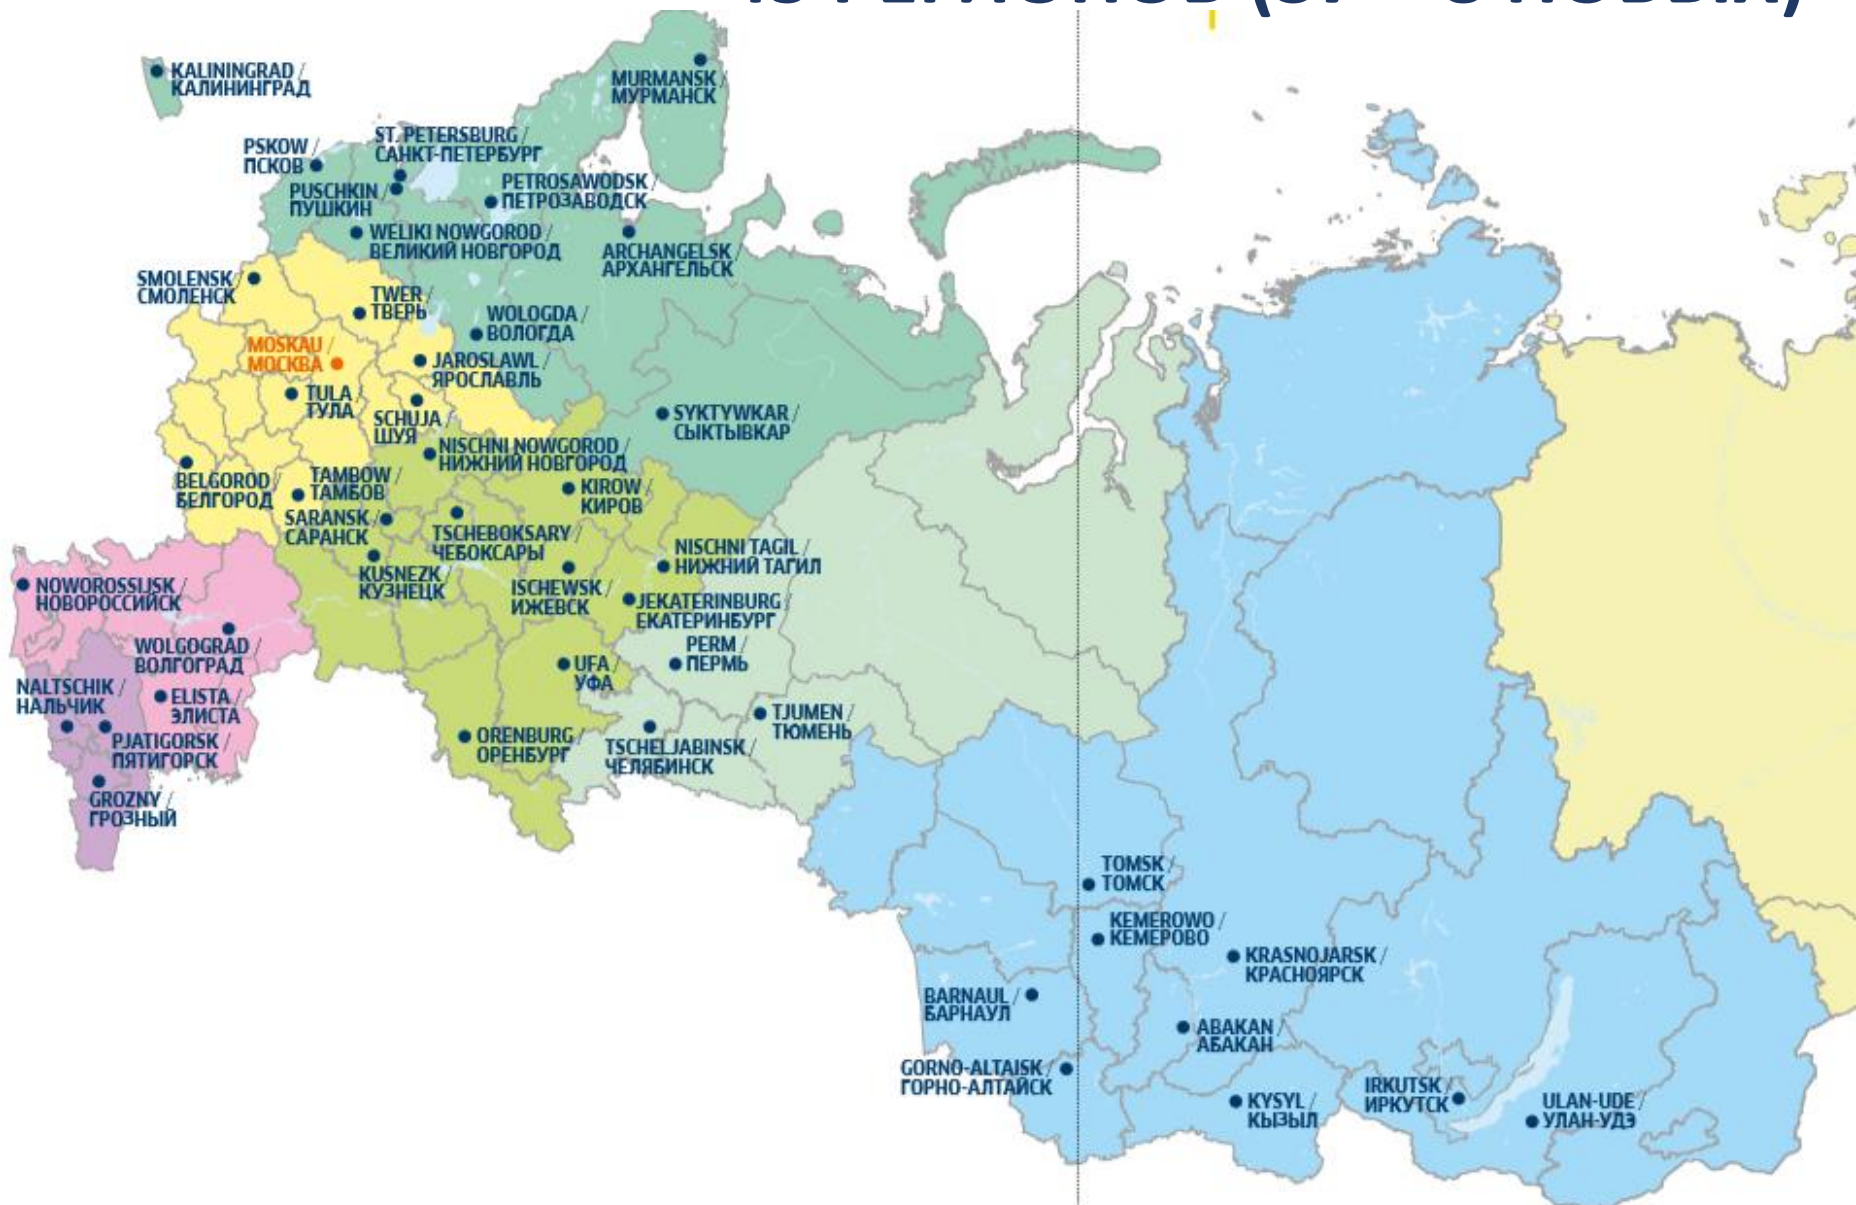 KALININGRAD /
КАЛИНИНГРАД
MURMANSK /
МУРМАНСК
ST. PETERSBURG /
САНКТ-ПЕТЕРБУРГ
PSKOW /
ПСКОВ
PUSCHKIN /
ПУШКИН
PETROSAWODSK /
ПЕТРОЗАВОДСК
WELIKI NOWGOROD /
ВЕЛИКИЙ НОВГОРОД
ARCHANGELSK /
АРХАНГЕЛЬСК
SMOLENSK /
СМОЛЕНСК
TWER /
ТВЕРЬ
WOLOGDA /
ВОЛОГДА
MOSKAU /
МОСКВА
JAROSLAWL /
ЯРОСЛАВЛЬ
TULA /
ТУЛА
SCHUJA /
ШУЯ
SYKTYWKAR /
СЫКТЫВКАР
NISCHNI NOWGOROD /
НИЖНИЙ НОВГОРОД
BELGOROD /
БЕЛГОРОД
TAMBOW /
ТАМБОВ
KIROW /
КИРОВ
SARANSK /
САРАНСК
TSCHEBOKSARY /
ЧЕБОКСАРЫ
NISCHNI TAGIL /
НИЖНИЙ ТАГИЛ
KUSNEZK /
КУЗНЕЦК
ISCHEWSK /
ИЖЕВСК
NOWOROSSIJSK /
НОВОРОССИЙСК
JEKATERINBURG /
ЕКАТЕРИНБУРГ
WOLGOGRAD /
ВОЛГОГРАД
PERM /
ПЕРМЬ
UFA /
УФА
NALTSCHIK /
НАЛЬЧИК
ELISTA /
ЭЛИСТА
TJUMEN /
ТЮМЕНЬ
PJATIGORSK /
ПЯТИГОРСК
ORENBURG /
ОРЕНБУРГ
TSCHELJABINSK /
ЧЕЛЯБИНСК
GROZNY /
ГРОЗНЫЙ
TOMSK /
ТОМСК
KEMEROWO /
КЕМЕРОВО
KRASNOJARSK /
КРАСНОЯРСК
BARNAUL /
БАРНАУЛ
ABAKAN /
АБАКАН
GORNO-ALTAISK /
ГОРНО-АЛТАЙСК
KYSYL /
КЫЗЫЛ
IRKUTSK /
ИРКУТСК
ULAN-UDE /
УЛАН-УДЭ